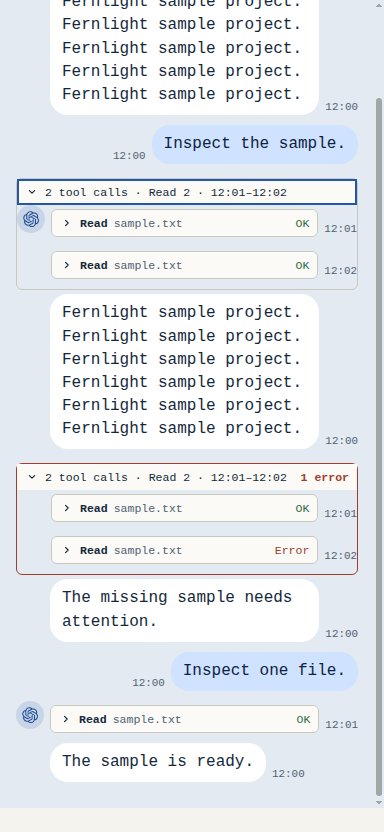 Fernlight sample project.
Fernlight sample project.
Fernlight sample project.
Fernlight sample project.
Fernlight sample project.
12:00
Inspect the sample.
12:00
2 tool calls · Read 2 · 12:01–12:02
Read sample.txt OK
12:01
Read sample.txt OK
12:02
Fernlight sample project.
Fernlight sample project.
Fernlight sample project.
Fernlight sample project.
Fernlight sample project.
Fernlight sample project.
12:00
2 tool calls · Read 2 · 12:01–12:02 1 error
Read sample.txt OK
12:01
Read sample.txt Error
12:02
The missing sample needs
attention.
12:00
Inspect one file.
12:00
Read sample.txt OK
12:01
The sample is ready.
12:00